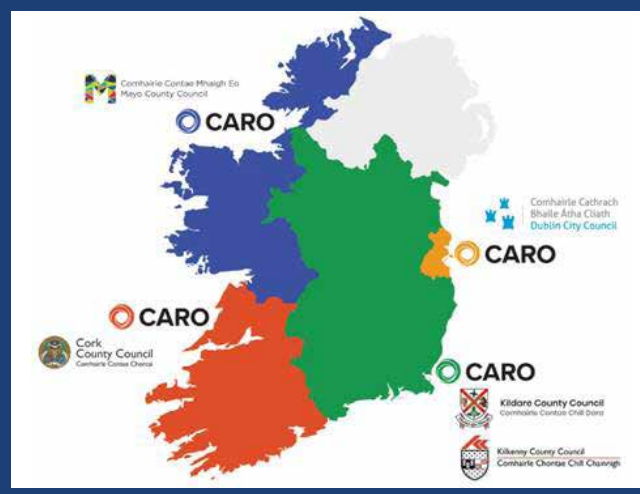 Comhairle Contae Mhaigh Eo
Mayo County Council
CARO
Comhairle Cathrach
Bhaile Átha Cliath
Dublin City Council
CARO
CARO
Cork
County Council
Comhairle Contae Chorcaí
CARO
Kildare County Council
Comhairle Contae Chill Dara
Kilkenny County Council
Comhairle Chontae Chill Chainnigh